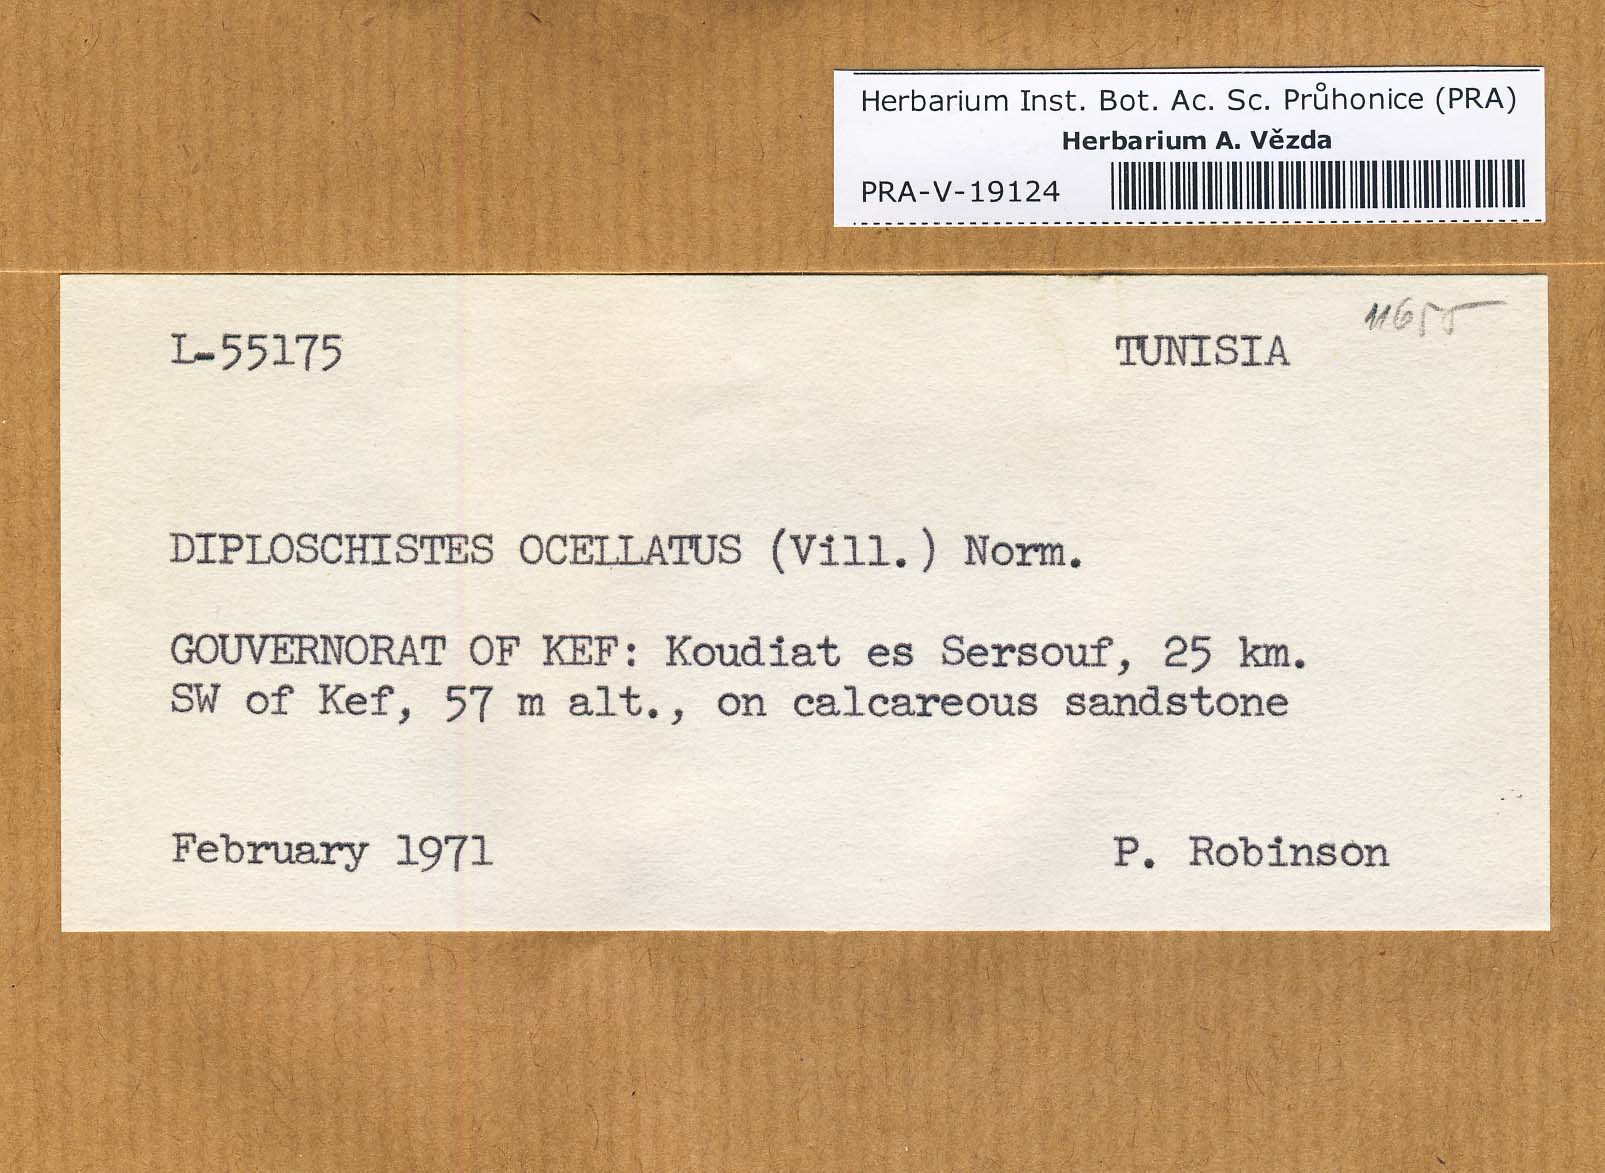 Herbarium Inst. Bot. Ac. Sc. Průhonice (PRA)
Herbarium A. Vězda
PRA-V-19124
11655
L-55175 TUNISIA
DIPLOSCHISTES OCELLATUS (Vill.) Norm.
GOUVERNORAT OF KEF: Koudiat es Sersouf, 25 km.
SW of Kef, 57 m alt., on calcareous sandstone
February 1971 P. Robinson